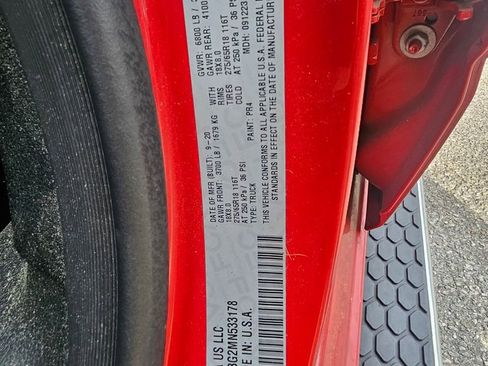 A US LLC
DATE OF MFR (BUILT): 9-20 GVWR: 6800 LB /
GAWR FRONT: 3700 LB / 1679 KG WITH GAWR REAR: 4100
18X8.0 RIMS 18X8.0
275/65R18 116T TIRES 275/65R18 116T
AT 250 kPa / 36 PSI COLD AT 250 kPa / 36 PSI
TYPE: TRUCK PAINT: PR4 MDH: 091223
THIS VEHICLE CONFORMS TO ALL APPLICABLE U.S.A. FEDERAL
STANDARDS IN EFFECT ON THE DATE OF MANUFACTURE
G2MN533178
E IN: U.S.A.